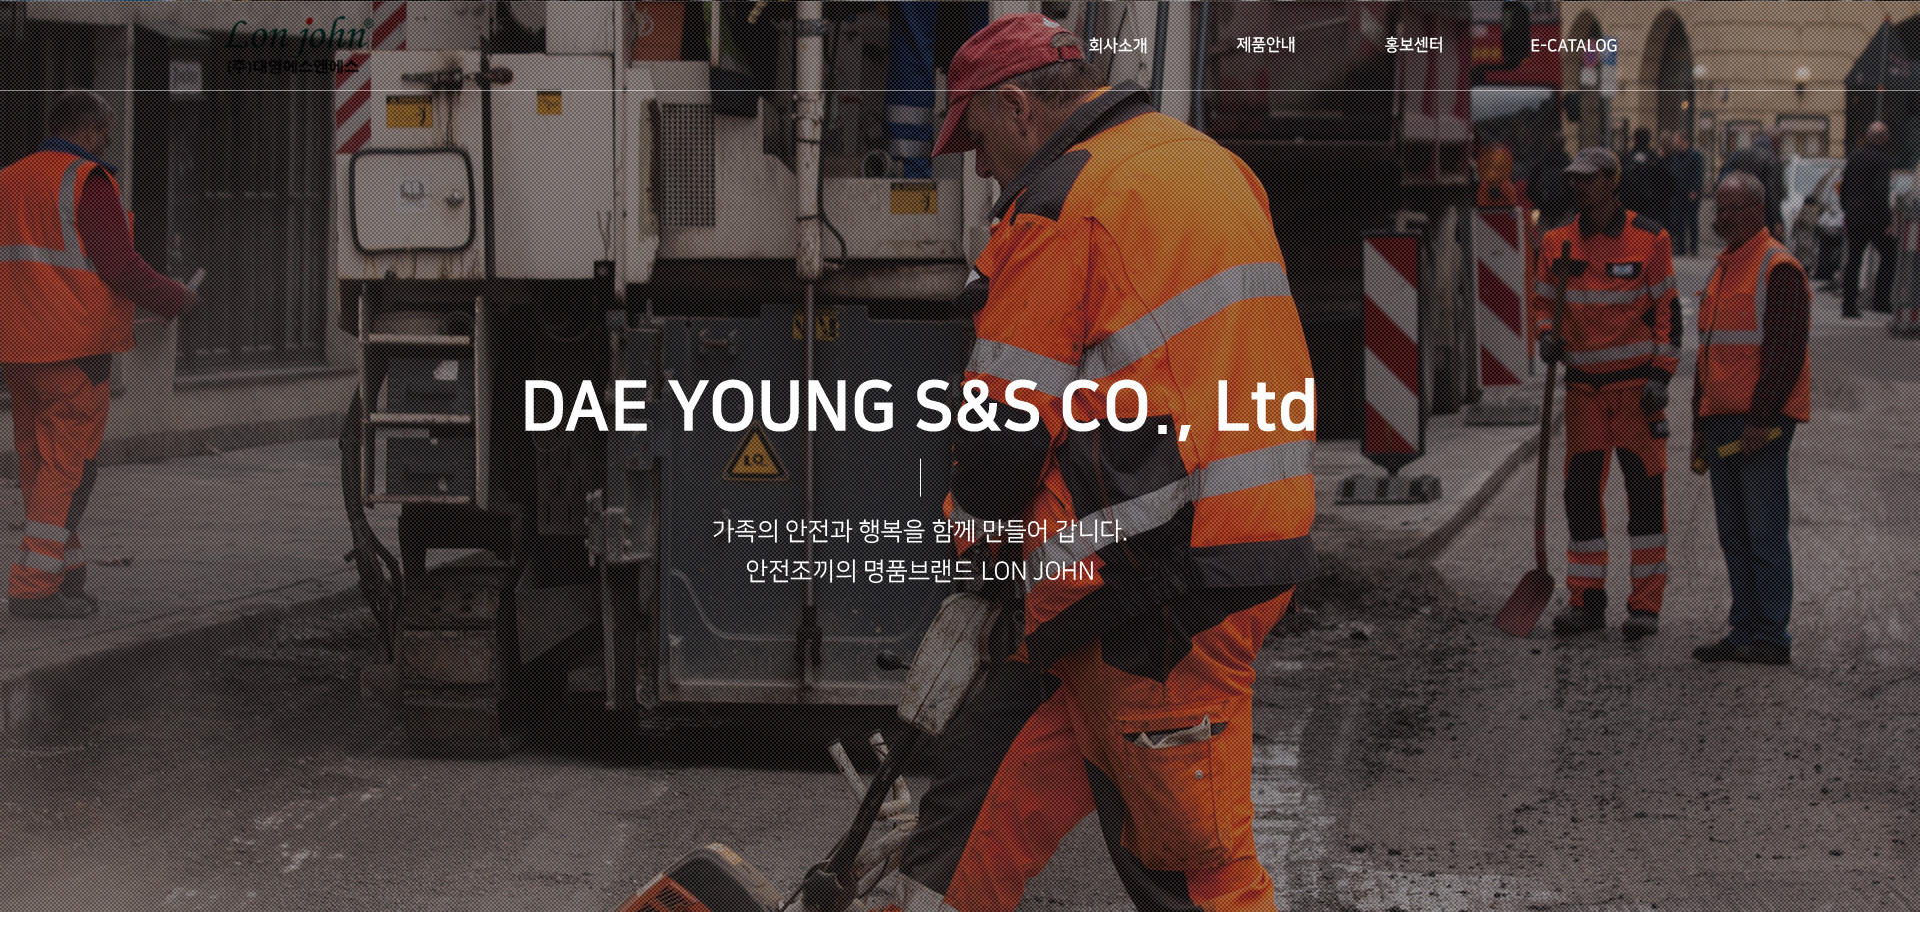 Lon john®
(주)대영에스엔에스
회사소개
제품안내
홍보센터
E-CATALOG
DAE YOUNG S&S CO., Ltd
가족의 안전과 행복을 함께 만들어 갑니다.
안전조끼의 명품브랜드 LON JOHN